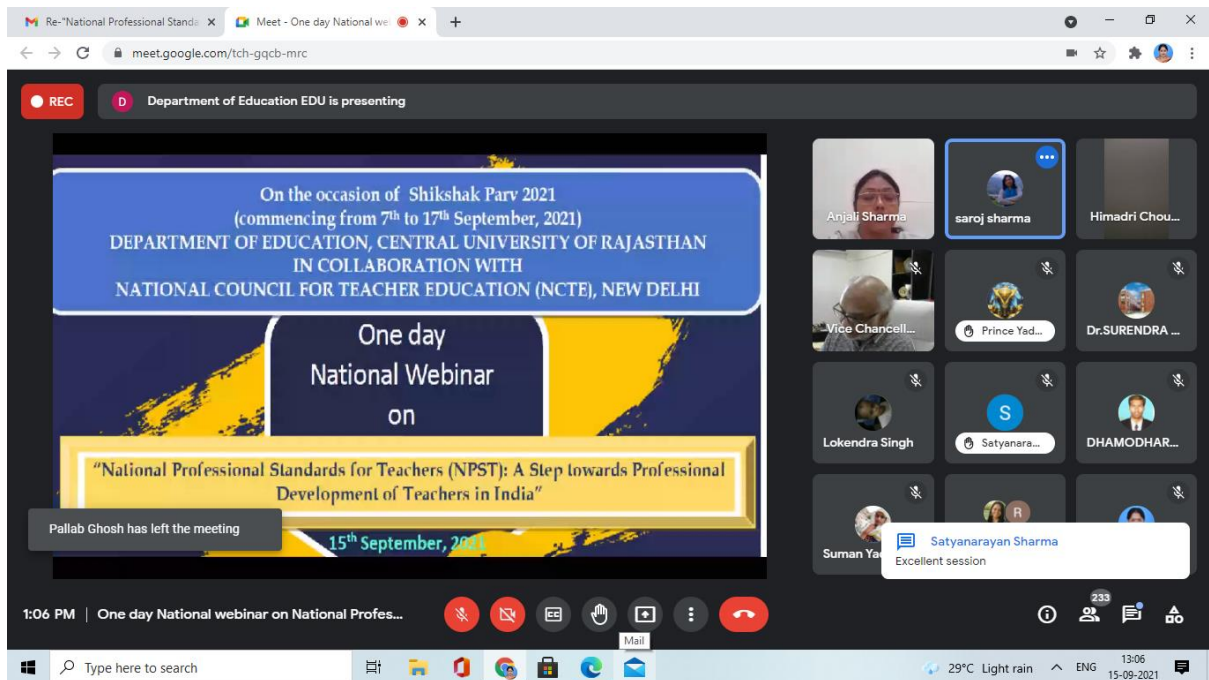 Re-"National Professional Standa
Meet - One day National we
meet.google.com/tch-gqcb-mrc
REC
D
Department of Education EDU is presenting
On the occasion of Shikshak Parv 2021
(commencing from 7th to 17th September, 2021)
DEPARTMENT OF EDUCATION, CENTRAL UNIVERSITY OF RAJASTHAN
IN COLLABORATION WITH
NATIONAL COUNCIL FOR TEACHER EDUCATION (NCTE), NEW DELHI
One day
National Webinar
on
"National Professional Standards for Teachers (NPST): A Step towards Professional
Development of Teachers in India"
15th September, 2021
Pallab Ghosh has left the meeting
Anjali Sharma
saroj sharma
Himadri Chou...
Vice Chancell...
Prince Yad...
Dr.SURENDRA ...
Lokendra Singh
S
Satyanara...
DHAMODHAR...
Suman Ya
R
Satyanarayan Sharma
Excellent session
1:06 PM | One day National webinar on National Profes...
CC
Mail
233
Type here to search
29°C Light rain
ENG
13:06
15-09-2021